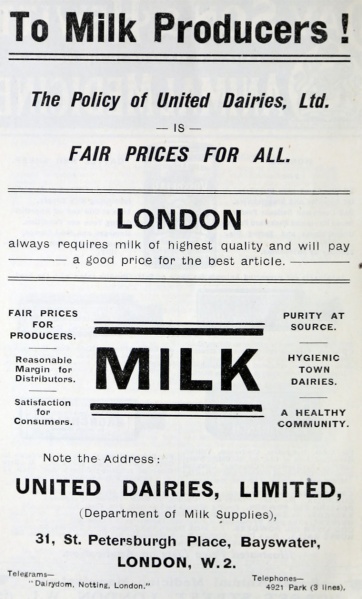 To Milk Producers!
The Policy of United Dairies, Ltd.
— IS —
FAIR PRICES FOR ALL.
LONDON
always requires milk of highest quality and will pay
a good price for the best article.
FAIR PRICES
FOR
PRODUCERS.
Reasonable
Margin for
Distributors.
Satisfaction
for
Consumers.
MILK
PURITY AT
SOURCE.
HYGIENIC
TOWN
DAIRIES.
A HEALTHY
COMMUNITY.
Note the Address:
UNITED DAIRIES, LIMITED,
(Department of Milk Supplies),
31, St. Petersburgh Place, Bayswater,
LONDON, W.2.
Telegrams—
"Dairydom, Notting, London."
Telephones—
4921 Park (3 lines).